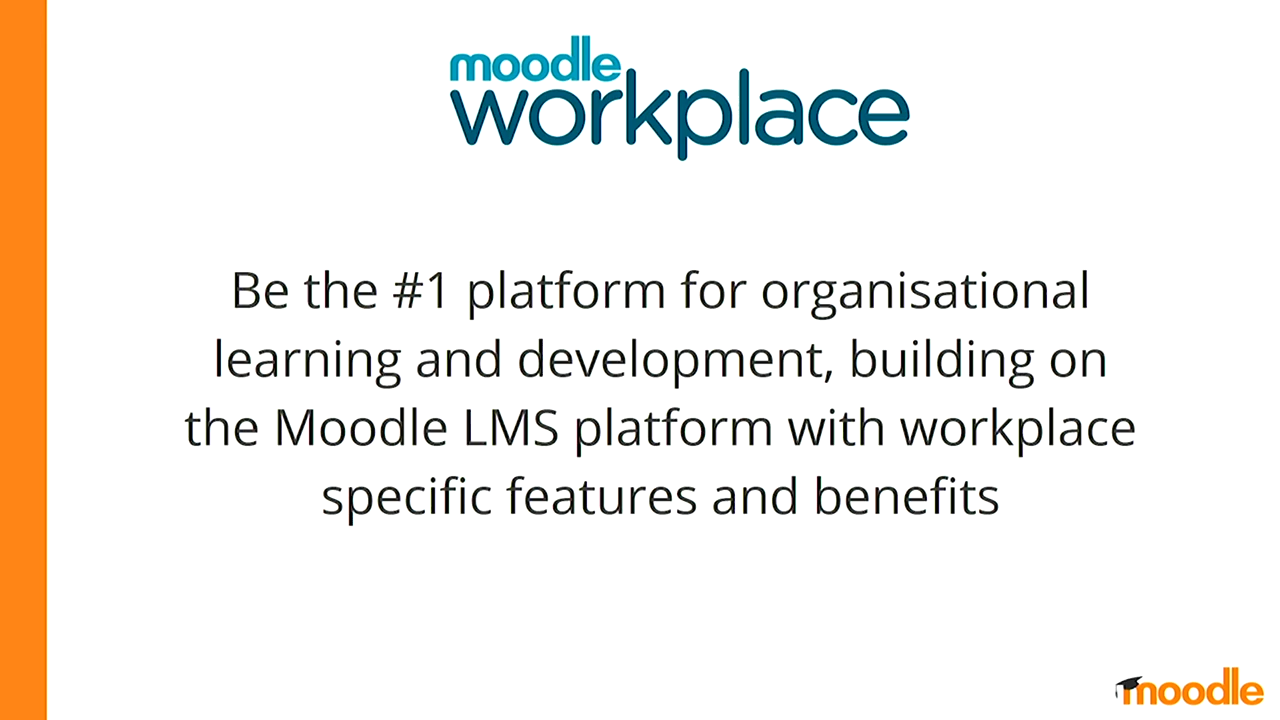 moodle
workplace
Be the #1 platform for organisational
learning and development, building on
the Moodle LMS platform with workplace
specific features and benefits
moodle